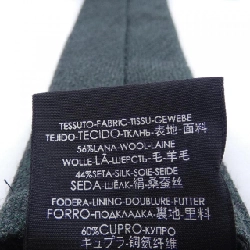 TESSUTO-FABRIC-TISSU-GEWEBE
TEJIDO-TECIDO-ТКАНЬ-表地-面料
56%LANA-WOOL-LAINE
WOLLE-LÃ-ШЕРСТЬ-毛-羊毛
44%SETA-SILK-SOIE-SEIDE
SEDA-ШЁЛК-絹-桑蚕丝
FODERA-LINING-DOUBLURE-FUTTER
FORRO-ПОДКЛАДКА-裏地-里料
60%CUPRO-КУПРО
キュプラ-铜氨纤维